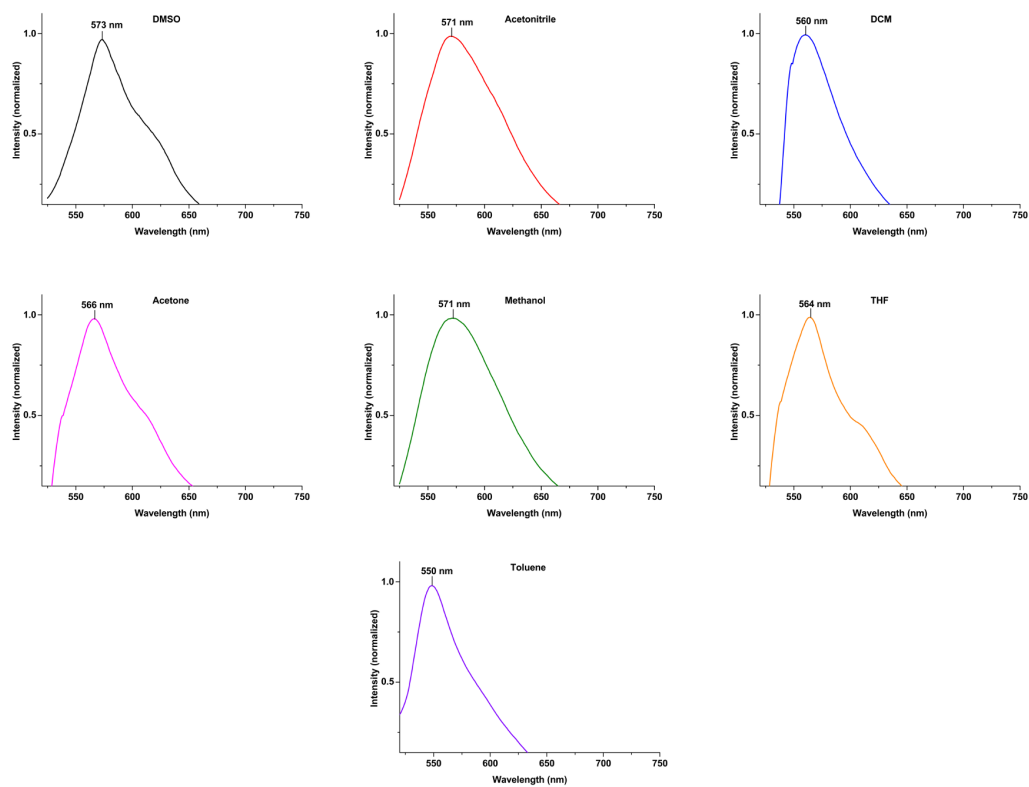 DMSO
573 nm
1.0
0.5
Intensity (normalized)
550 600 650 700 750
Wavelength (nm)
Acetonitrile
571 nm
1.0
0.5
Intensity (normalized)
550 600 650 700 750
Wavelength (nm)
DCM
560 nm
1.0
0.5
Intensity (normalized)
550 600 650 700 750
Wavelength (nm)
Acetone
566 nm
1.0
0.5
Intensity (normalized)
550 600 650 700 750
Wavelength (nm)
Methanol
571 nm
1.0
0.5
Intensity (normalized)
550 600 650 700 750
Wavelength (nm)
THF
564 nm
1.0
0.5
Intensity (normalized)
550 600 650 700 750
Wavelength (nm)
Toluene
550 nm
1.0
0.5
Intensity (normalized)
550 600 650 700 750
Wavelength (nm)